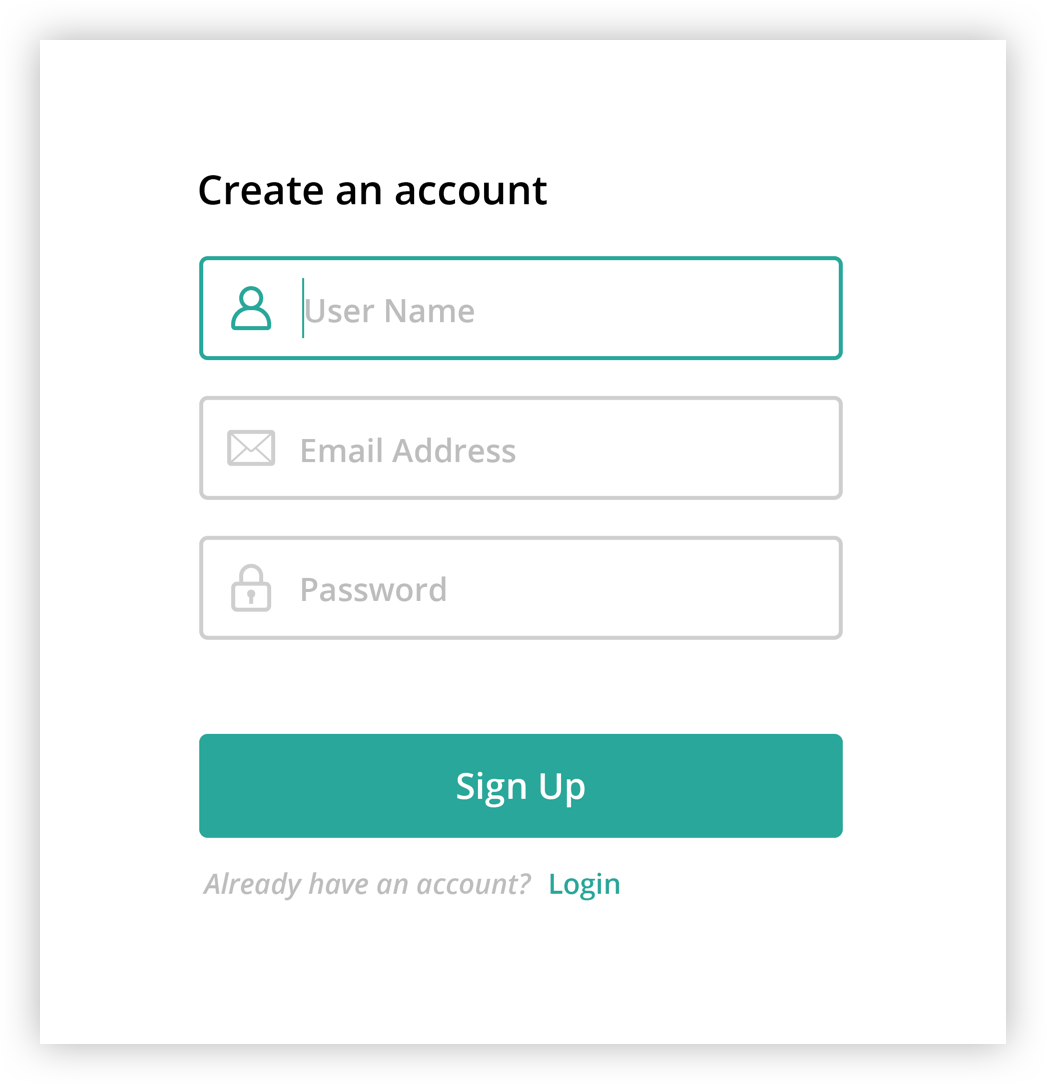 Create an account
User Name
Email Address
Password
Sign Up
Already have an account? Login